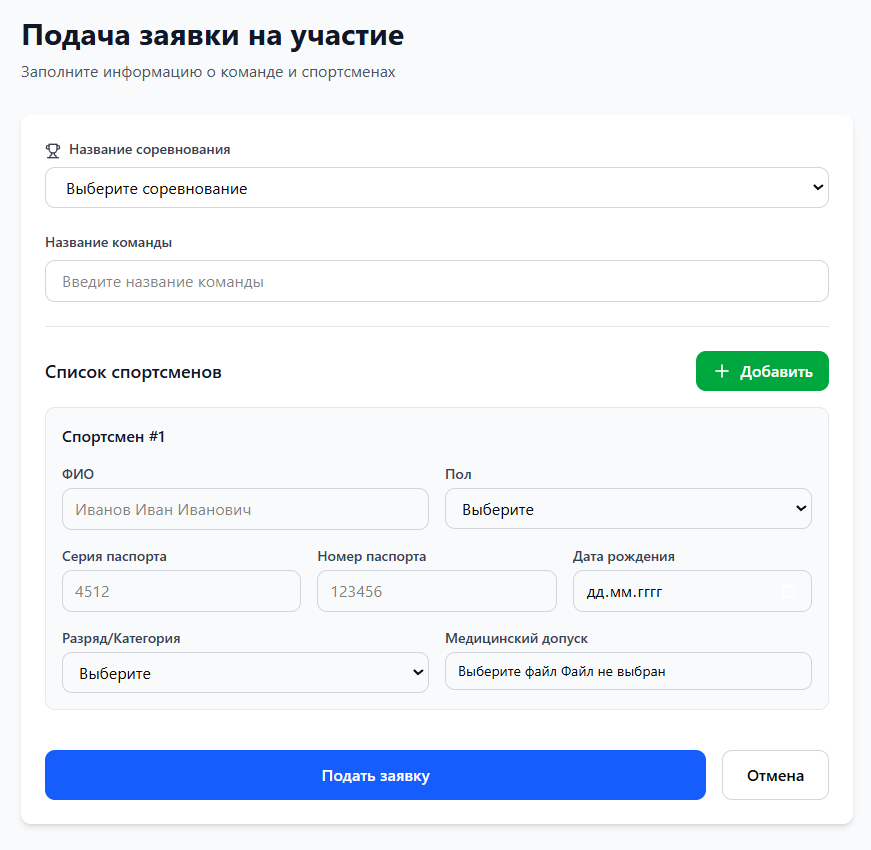 Подача заявки на участие
Заполните информацию о команде и спортсменах
Название соревнования
Выберите соревнование
Название команды
Введите название команды
Список спортсменов
+ Добавить
Спортсмен #1
ФИО Пол
Иванов Иван Иванович Выберите
Серия паспорта Номер паспорта Дата рождения
4512 123456 дд.мм.гггг
Разряд/Категория Медицинский допуск
Выберите Выберите файл Файл не выбран
Подать заявку Отмена